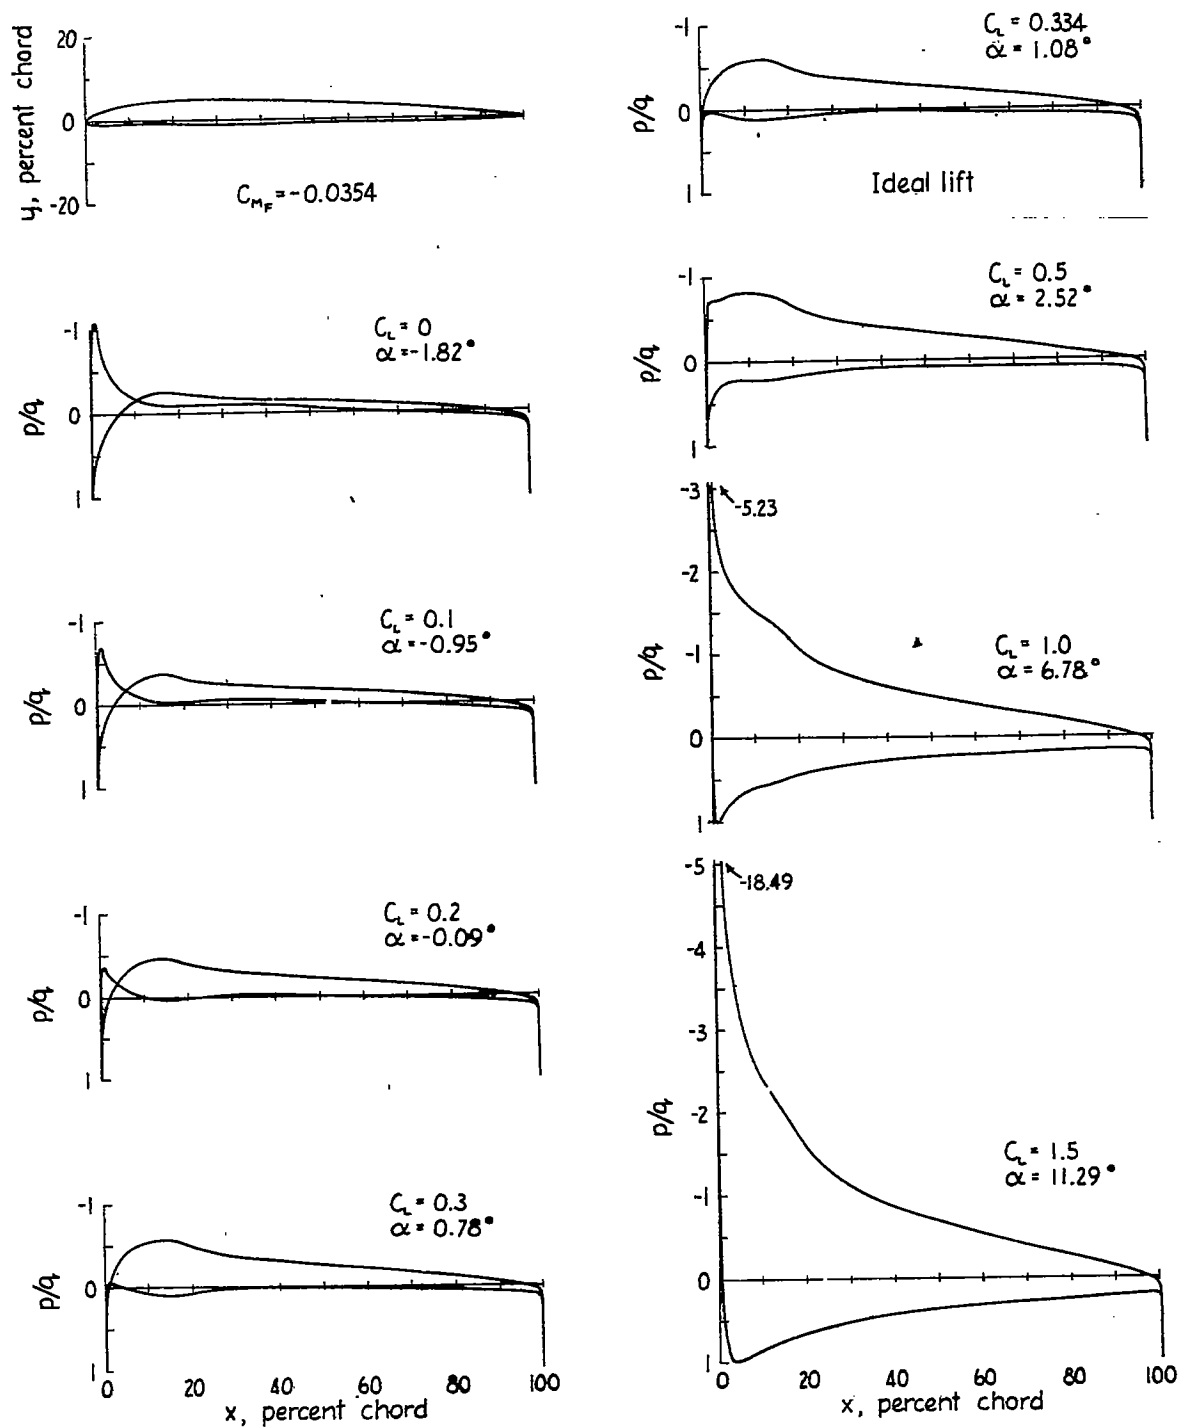 y, percent chord
20
0
-20
C_MF = -0.0354
p/q
-1
0
1
C_L = 0
α = -1.82°
p/q
-1
0
1
C_L = 0.1
α = -0.95°
p/q
-1
0
1
C_L = 0.2
α = -0.09°
p/q
-1
0
1
C_L = 0.3
α = 0.78°
0 20 40 60 80 100
x, percent chord
p/q
-1
0
1
C_L = 0.334
α = 1.08°
Ideal lift
p/q
-1
0
1
C_L = 0.5
α = 2.52°
p/q
-3
-2
-1
0
1
-5.23
C_L = 1.0
α = 6.78°
p/q
-5
-4
-3
-2
-1
0
1
-18.49
C_L = 1.5
α = 11.29°
0 20 40 60 80 100
x, percent chord